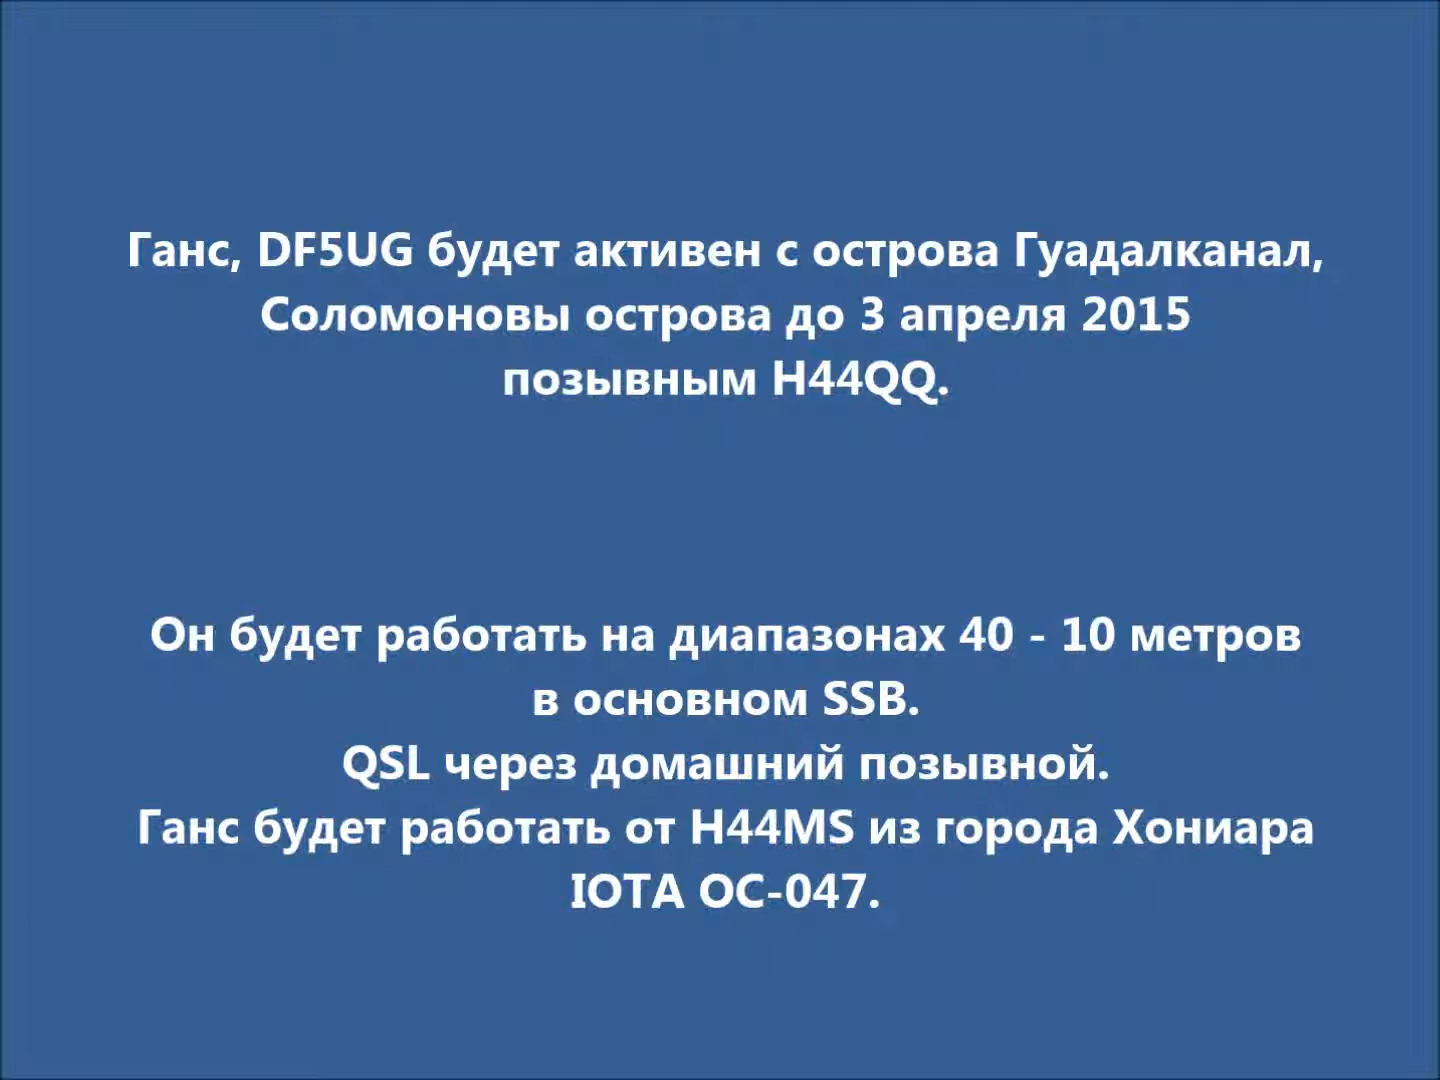 Ганс, DF5UG будет активен с острова Гуадалканал,
Соломоновы острова до 3 апреля 2015
позывным H44QQ.
Он будет работать на диапазонах 40 - 10 метров
в основном SSB.
QSL через домашний позывной.
Ганс будет работать от H44MS из города Хониара
IOTA OC-047.